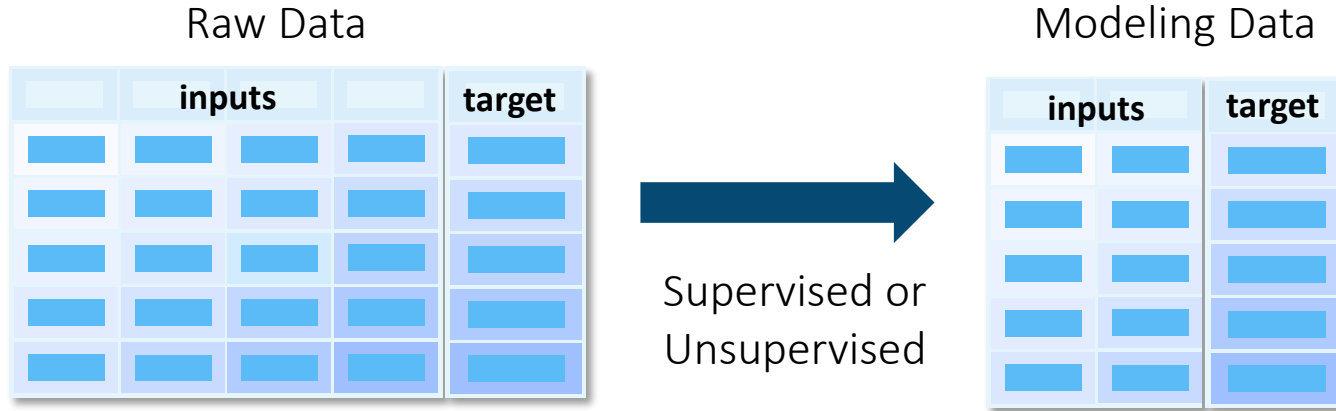 Raw Data
inputs
target
Supervised or
Unsupervised
Modeling Data
inputs
target